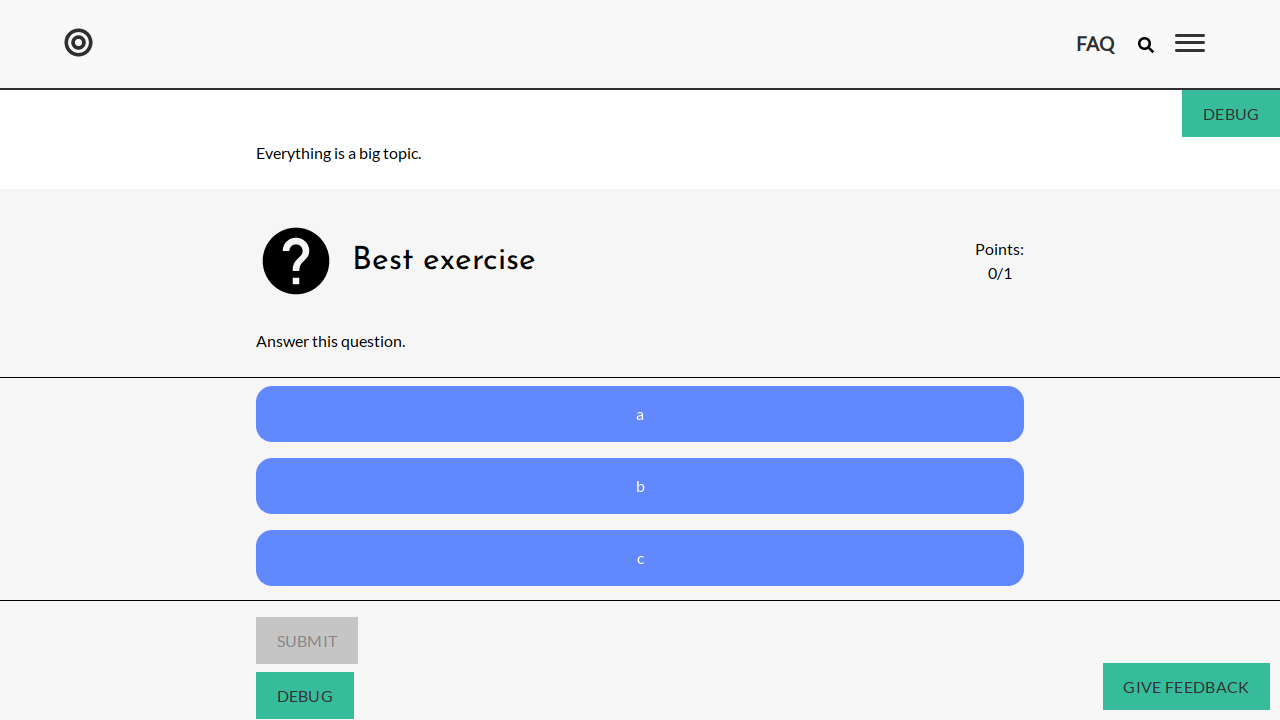 FAQ
DEBUG
Everything is a big topic.
Best exercise
Points:
0/1
Answer this question.
a
b
c
SUBMIT
DEBUG
GIVE FEEDBACK